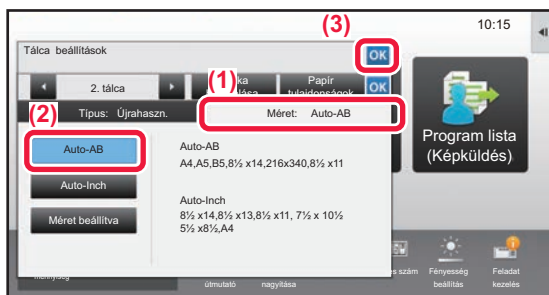 (3)
10:15
Tálca beállítások
OK
2. tálca
(1)
Papír
tulajdonságok
OK
(2)
Típus: Újrahaszn.
Méret: Auto-AB
Auto-AB
Auto-Inch
Méret beállítva
Auto-AB
A4,A5,B5,8½ x14,216x340,8½ x11
Auto-Inch
8½ x14,8½ x13,8½ x11, 7½ x 10½
5½ x8½,A4
Program lista
(Képküldés)
mennyiség
útmutató
nagyítása
szám
Fényesség
beállítás
Feladat
kezelés